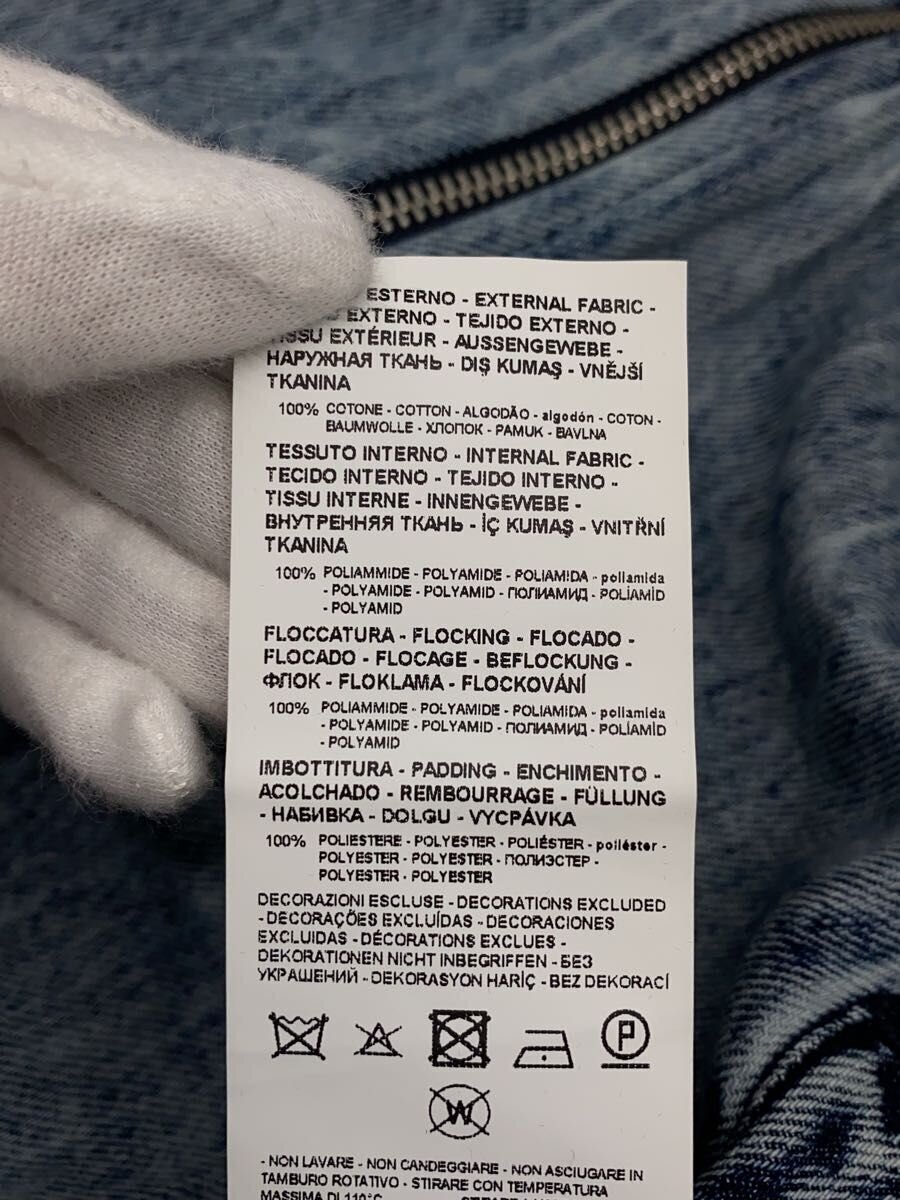 ESTERNO - EXTERNAL FABRIC -
EXTERNO - TEJIDO EXTERNO -
TISSU EXTÉRIEUR - AUSSENGEWEBE -
НАРУЖНАЯ ТКАНЬ - DIŞ KUMAŞ - VNĚJŠÍ
TKANINA
100% COTONE - COTTON - ALGODÃO - algodón - COTON -
BAUMWOLLE - ХЛОПОК - PAMUK - BAVLNA
TESSUTO INTERNO - INTERNAL FABRIC -
TECIDO INTERNO - TEJIDO INTERNO -
TISSU INTERNE - INNENGEWEBE -
ВНУТРЕННЯЯ ТКАНЬ - İÇ KUMAŞ - VNITŘNÍ
TKANINA
100% POLIAMMIDE - POLYAMIDE - POLIAMIDA - poliamida
- POLYAMIDE - POLYAMID - ПОЛИАМИД - POLİAMİD
- POLYAMID
FLOCCATURA - FLOCKING - FLOCADO -
FLOCADO - FLOCAGE - BEFLOCKUNG -
ФЛОК - FLOKLAMA - FLOCKOVÁNÍ
100% POLIAMMIDE - POLYAMIDE - POLIAMIDA - poliamida
- POLYAMIDE - POLYAMID - ПОЛИАМИД - POLİAMİD
- POLYAMID
IMBOTTITURA - PADDING - ENCHIMENTO -
ACOLCHADO - REMBOURRAGE - FÜLLUNG
- НАБИВКА - DOLGU - VYCPÁVKA
100% POLIESTERE - POLYESTER - POLIÉSTER - poliéster -
POLYESTER - POLYESTER - ПОЛИЭСТЕР -
POLYESTER - POLYESTER
DECORAZIONI ESCLUSE - DECORATIONS EXCLUDED
- DECORAÇÕES EXCLUÍDAS - DECORACIONES
EXCLUIDAS - DÉCORATIONS EXCLUES -
DEKORATIONEN NICHT INBEGRIFFEN - БЕЗ
УКРАШЕНИЙ - DEKORASYON HARİÇ - BEZ DEKORACÍ
P
W
- NON LAVARE - NON CANDEGGIARE - NON ASCIUGARE IN
TAMBURO ROTATIVO - STIRARE CON TEMPERATURA
MASSIMA DI 110°C